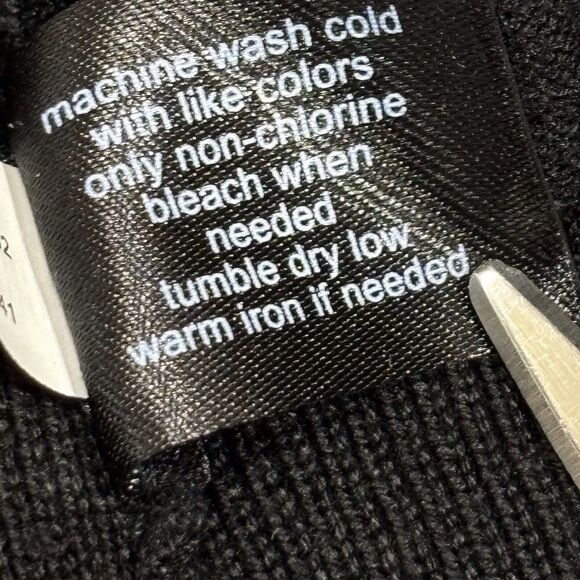 machine wash cold
with like colors
only non-chlorine
bleach when
needed
tumble dry low
warm iron if needed